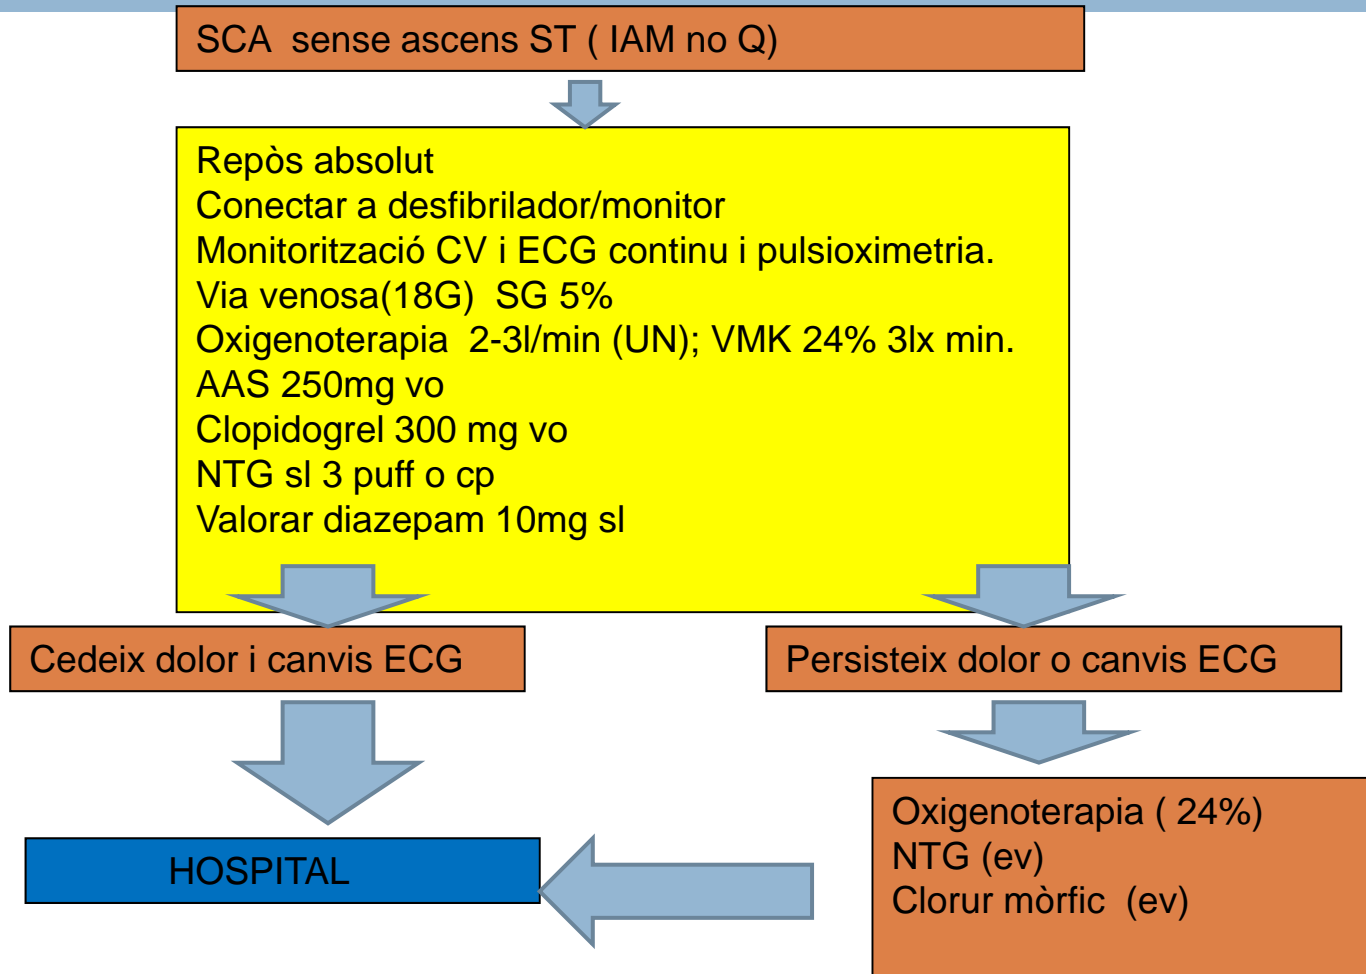 SCA  sense ascens ST ( IAM no Q)
Repòs absolut
Conectar a desfibrilador/monitor
Monitorització CV i ECG continu i pulsioximetria.
Via venosa(18G)  SG 5%
Oxigenoterapia  2-3l/min (UN); VMK 24% 3lx min.
AAS 250mg vo
Clopidogrel 300 mg vo
NTG sl 3 puff o cp
Valorar diazepam 10mg sl
Cedeix dolor i canvis ECG
Persisteix dolor o canvis ECG
Oxigenoterapia ( 24%)
NTG (ev)
Clorur mòrfic  (ev)
HOSPITAL